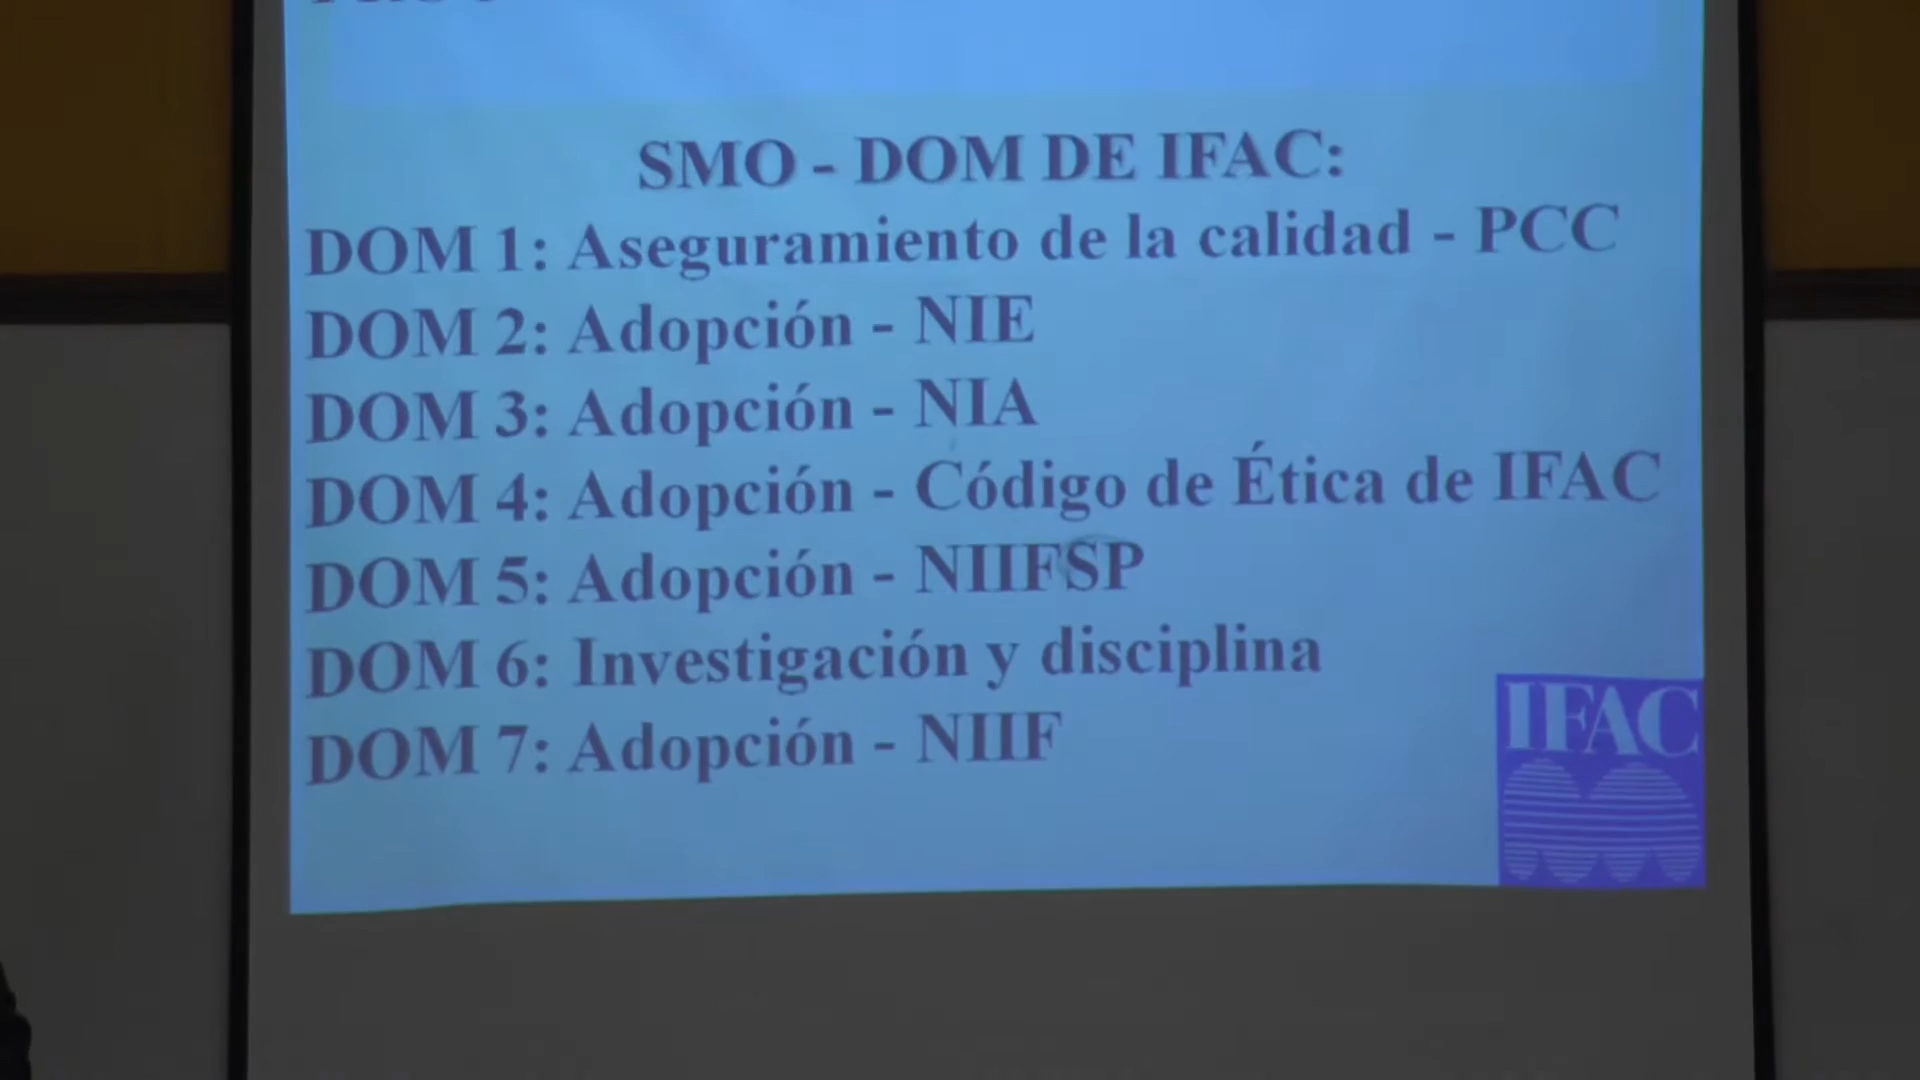 SMO - DOM DE IFAC:
DOM 1: Aseguramiento de la calidad - PCC
DOM 2: Adopción - NIE
DOM 3: Adopción - NIA
DOM 4: Adopción - Código de Ética de IFAC
DOM 5: Adopción - NIIFSP
DOM 6: Investigación y disciplina
DOM 7: Adopción - NIIF
IFAC